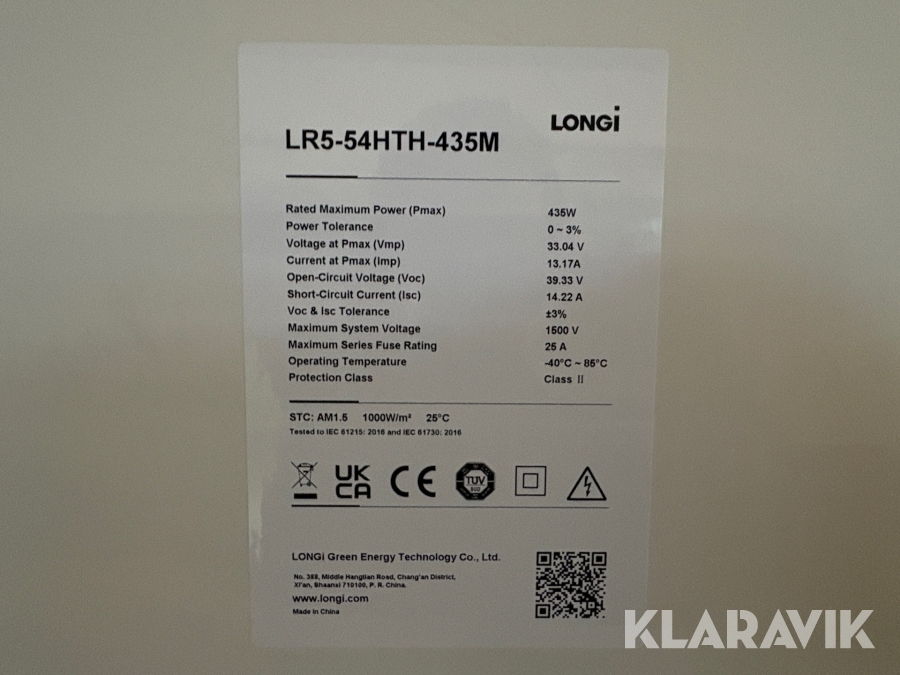 LONGi
LR5-54HTH-435M
Rated Maximum Power (Pmax) 435W
Power Tolerance 0 ~ 3%
Voltage at Pmax (Vmp) 33.04 V
Current at Pmax (Imp) 13.17A
Open-Circuit Voltage (Voc) 39.33 V
Short-Circuit Current (Isc) 14.22 A
Voc & Isc Tolerance ±3%
Maximum System Voltage 1500 V
Maximum Series Fuse Rating 25 A
Operating Temperature -40°C ~ 85°C
Protection Class Class II
STC: AM1.5 1000W/m² 25°C
Tested to IEC 61215: 2016 and IEC 61730: 2016
UK
CA
CE
TUV
LONGi Green Energy Technology Co., Ltd.
No. 388, Middle Hangtian Road, Chang'an District,
Xi'an, Shaanxi 710100, P. R. China.
www.longi.com
Made in China
KLARAVIK